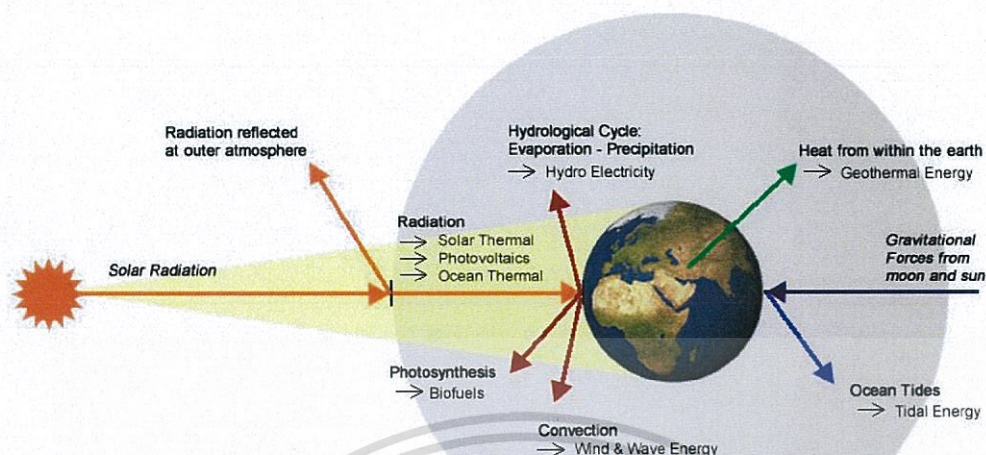 Radiation reflected
at outer atmosphere
Hydrological Cycle:
Evaporation - Precipitation
→ Hydro Electricity
Heat from within the earth
→ Geothermal Energy
Radiation
→ Solar Thermal
→ Photovoltaics
→ Ocean Thermal
Solar Radiation
Gravitational
Forces from
moon and sun
Photosynthesis
→ Biofuels
Ocean Tides
→ Tidal Energy
Convection
→ Wind & Wave Energy